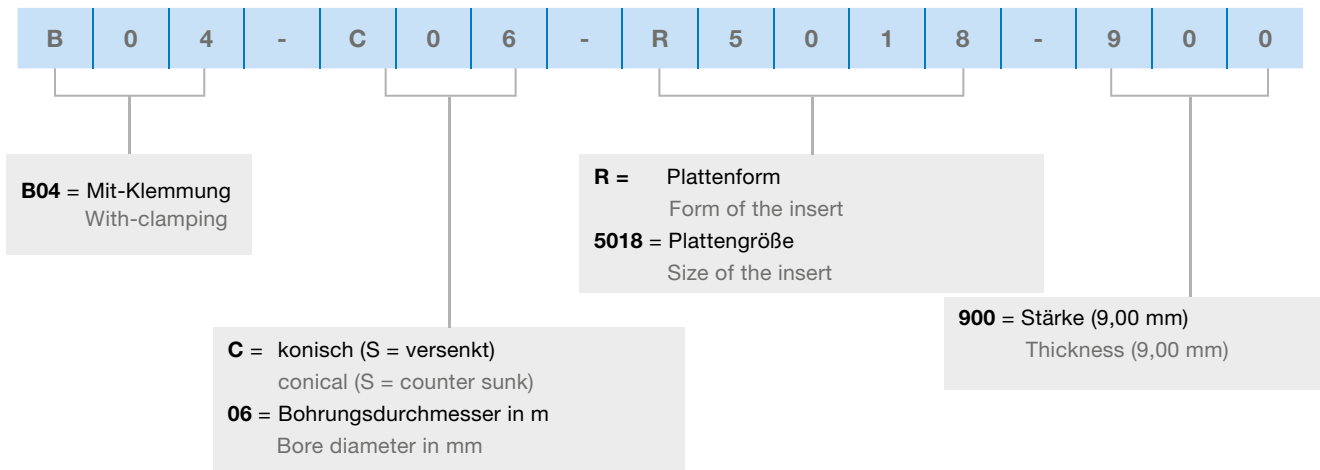 B 0 4 - C 0 6 - R 5 0 1 8 - 9 0 0
B04 = Mit-Klemmung
With-clamping
R = Plattenform
Form of the insert
5018 = Plattengröße
Size of the insert
900 = Stärke (9,00 mm)
Thickness (9,00 mm)
C = konisch (S = versenkt)
conical (S = counter sunk)
06 = Bohrungsdurchmesser in m
Bore diameter in mm